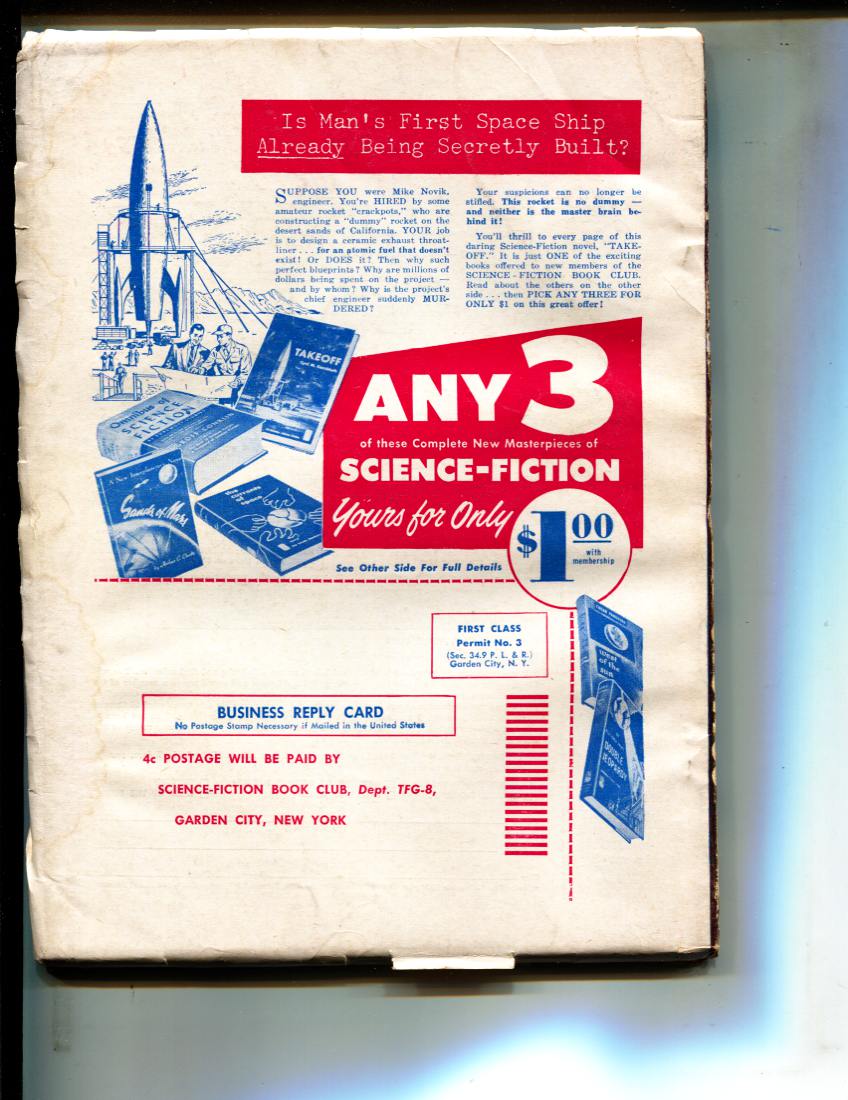 Is Man's First Space Ship
Already Being Secretly Built?
SUPPOSE YOU were Mike Novik,
engineer. You're HIRED by some
amateur rocket "crackpots," who are
constructing a "dummy" rocket on the
desert sands of California. YOUR job
is to design a ceramic exhaust throat-
liner . . . for an atomic fuel that doesn't
exist! Or DOES it? Then why such
perfect blueprints? Why are millions of
dollars being spent on the project —
and by whom? Why is the project's
chief engineer suddenly MUR-
DERED?
Your suspicions can no longer be
stifled. This rocket is no dummy —
and neither is the master brain be-
hind it!
You'll thrill to every page of this
daring Science-Fiction novel, "TAKE-
OFF." It is just ONE of the exciting
books offered to new members of the
SCIENCE - FICTION BOOK CLUB.
Read about the others on the other
side . . . then PICK ANY THREE FOR
ONLY $1 on this great offer!
TAKEOFF
Omnibus of
SCIENCE
FICTION
CONKLIN
Sands of Mars
the currents
of space
ANY 3
of these Complete New Masterpieces of
SCIENCE-FICTION
Yours for Only
$1 00
with
membership
See Other Side For Full Details
FIRST CLASS
Permit No. 3
(Sec. 34.9 P. L. & R.)
Garden City, N. Y.
West
of the
sun
DOUBLE
JEOPARDY
BUSINESS REPLY CARD
No Postage Stamp Necessary if Mailed in the United States
4c POSTAGE WILL BE PAID BY
SCIENCE-FICTION BOOK CLUB, Dept. TFG-8,
GARDEN CITY, NEW YORK